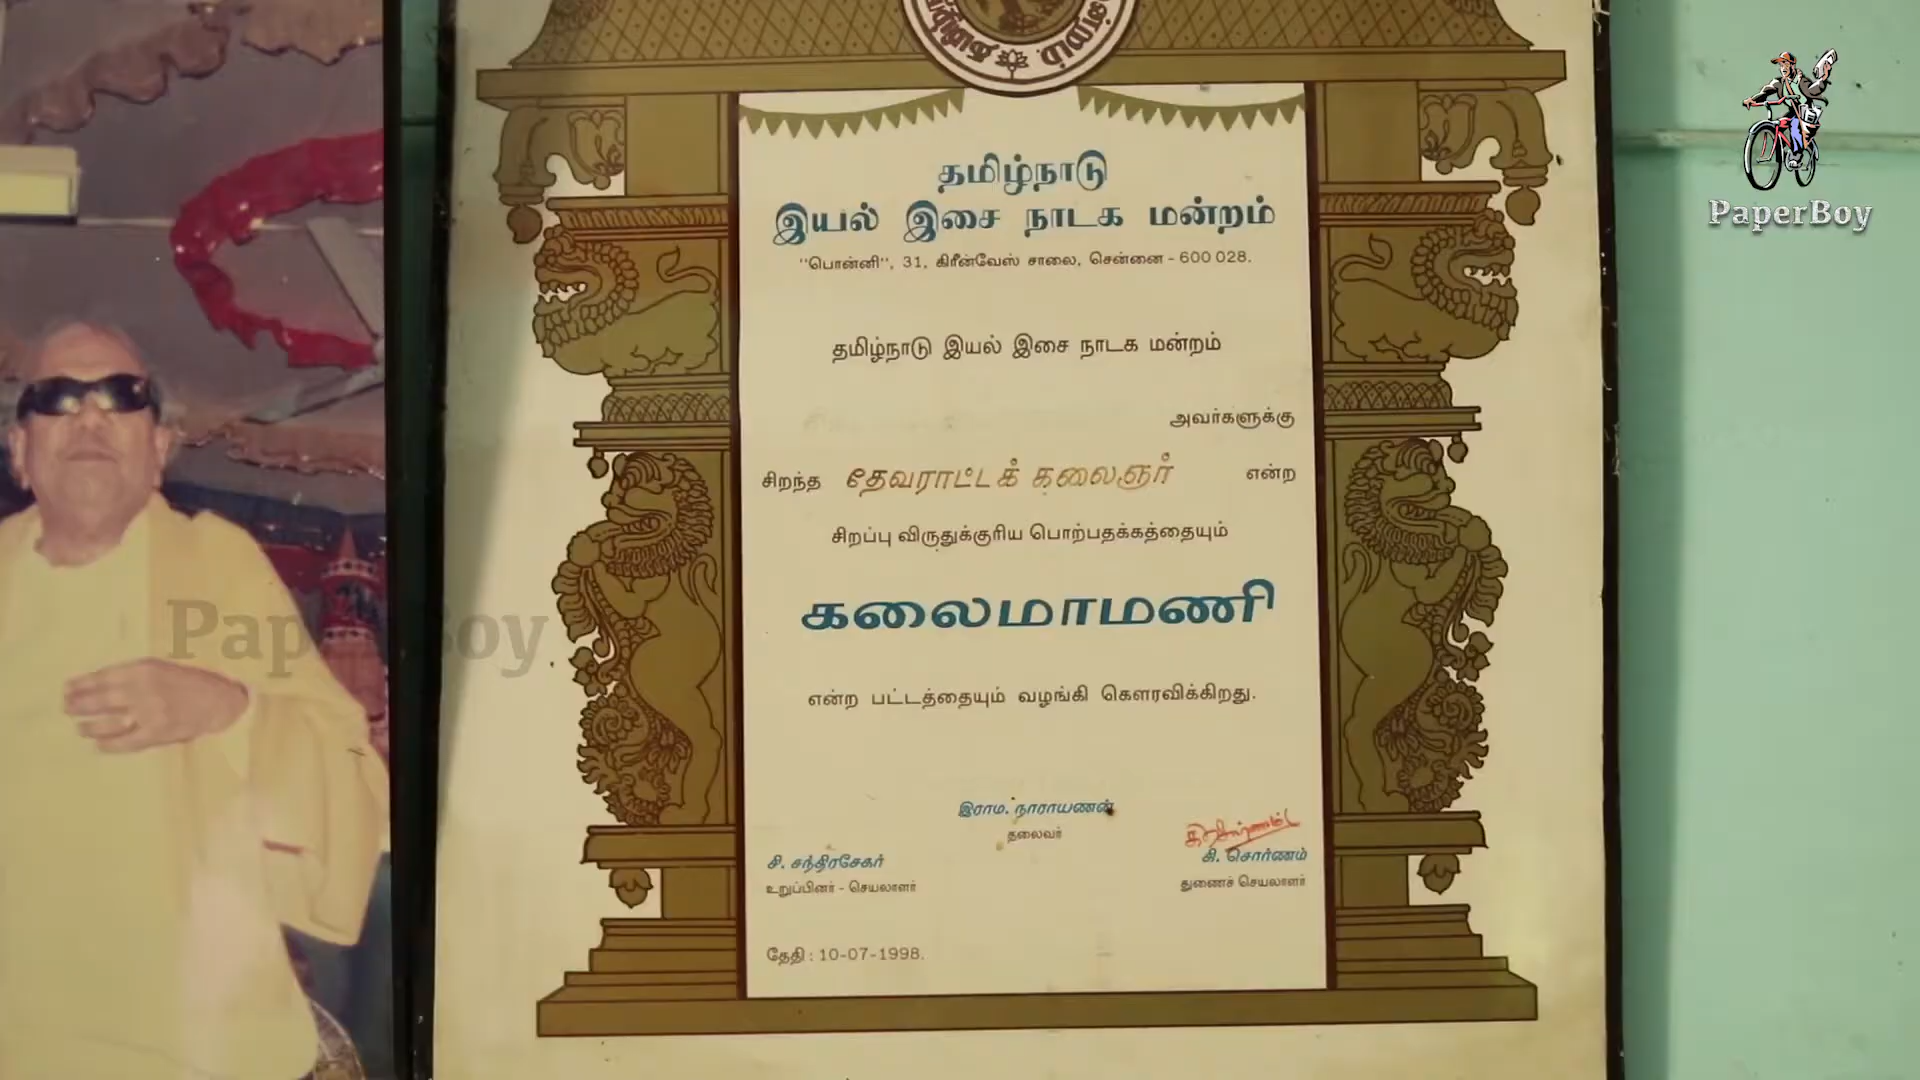 PaperBoy
தமிழ்நாடு
இயல் இசை நாடக மன்றம்
"பொன்னி", 31, கிரீன்வேஸ் சாலை, சென்னை - 600 028.
தமிழ்நாடு இயல் இசை நாடக மன்றம்
அவர்களுக்கு
சிறந்த தேவராட்டக் கலைஞர் என்ற
சிறப்பு விருதுக்குரிய பொற்பதக்கத்தையும்
கலைமாமணி
என்ற பட்டத்தையும் வழங்கி கௌரவிக்கிறது.
இராம. நாராயணன்
தலைவர்
சி. சந்திரசேகர்
உறுப்பினர் - செயலாளர்
கி. சொர்ணம்
துணைச் செயலாளர்
தேதி : 10-07-1998.
PaperBoy